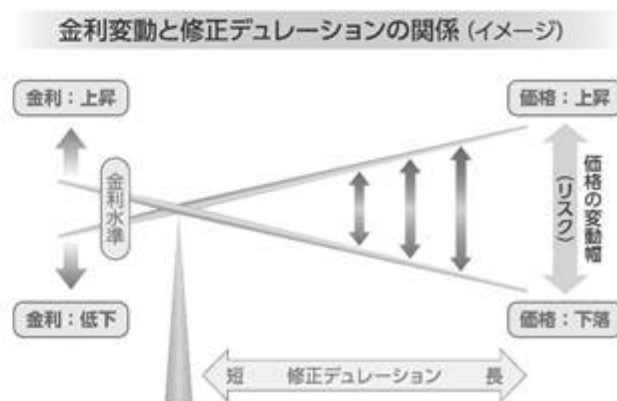 金利変動と修正デュレーションの関係(イメージ)
金利:上昇
価格:上昇
金利水準
価格の変動幅
(リスク)
金利:低下
価格:下落
短 修正デュレーション 長